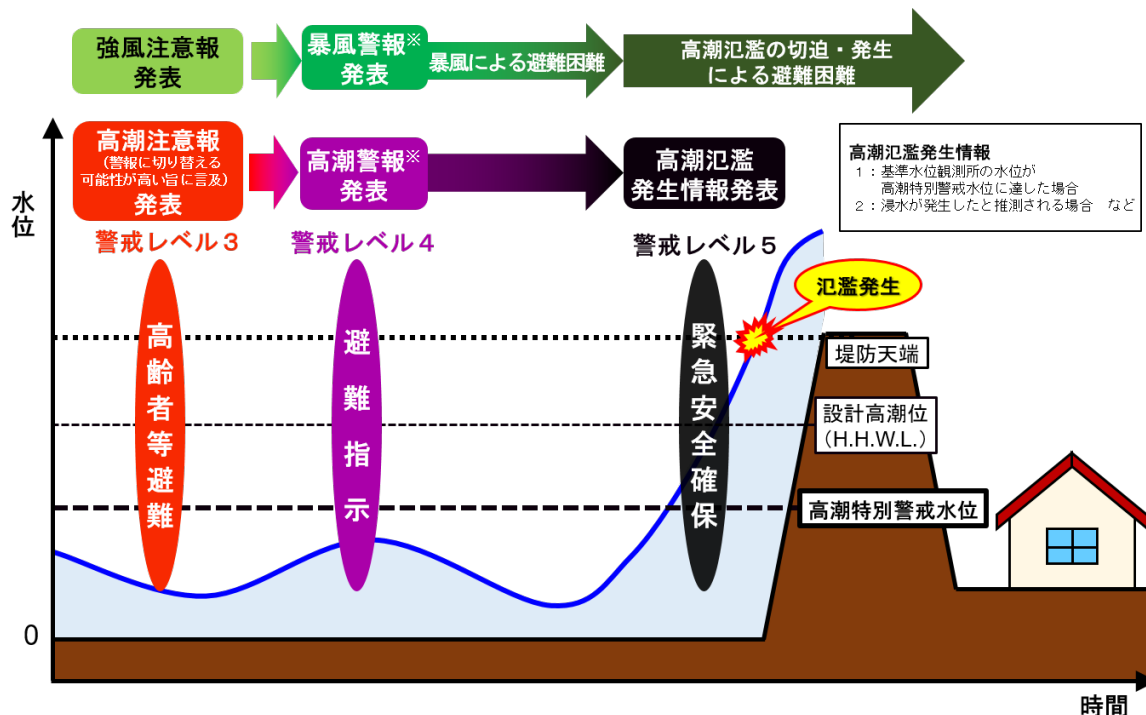 強風注意報
発表
暴風警報※
発表
暴風による避難困難
高潮氾濫の切迫・発生
による避難困難
高潮注意報
（警報に切り替える
可能性が高い旨に言及）
発表
高潮警報※
発表
高潮氾濫
発生情報発表
高潮氾濫発生情報
1：基準水位観測所の水位が
高潮特別警戒水位に達した場合
2：浸水が発生したと推測される場合　など
水位
警戒レベル３
警戒レベル４
警戒レベル５
高齢者等避難
避難指示
緊急安全確保
氾濫発生
堤防天端
設計高潮位
（H.H.W.L.）
高潮特別警戒水位
0
時間